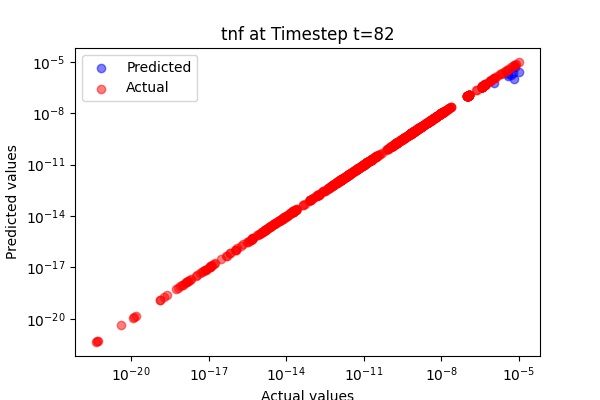 tnf at Timestep t=82
Predicted
Actual
Predicted values
10⁻⁵
10⁻⁸
10⁻¹¹
10⁻¹⁴
10⁻¹⁷
10⁻²⁰
10⁻²⁰ 10⁻¹⁷ 10⁻¹⁴ 10⁻¹¹ 10⁻⁸ 10⁻⁵
Actual values